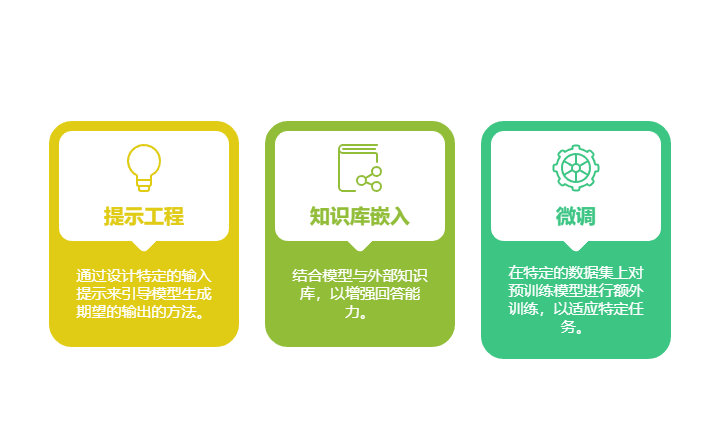 提示工程
通过设计特定的输入
提示来引导模型生成
期望的输出的方法。
知识库嵌入
结合模型与外部知识
库，以增强回答能
力。
微调
在特定的数据集上对
预训练模型进行额外
训练，以适应特定任
务。